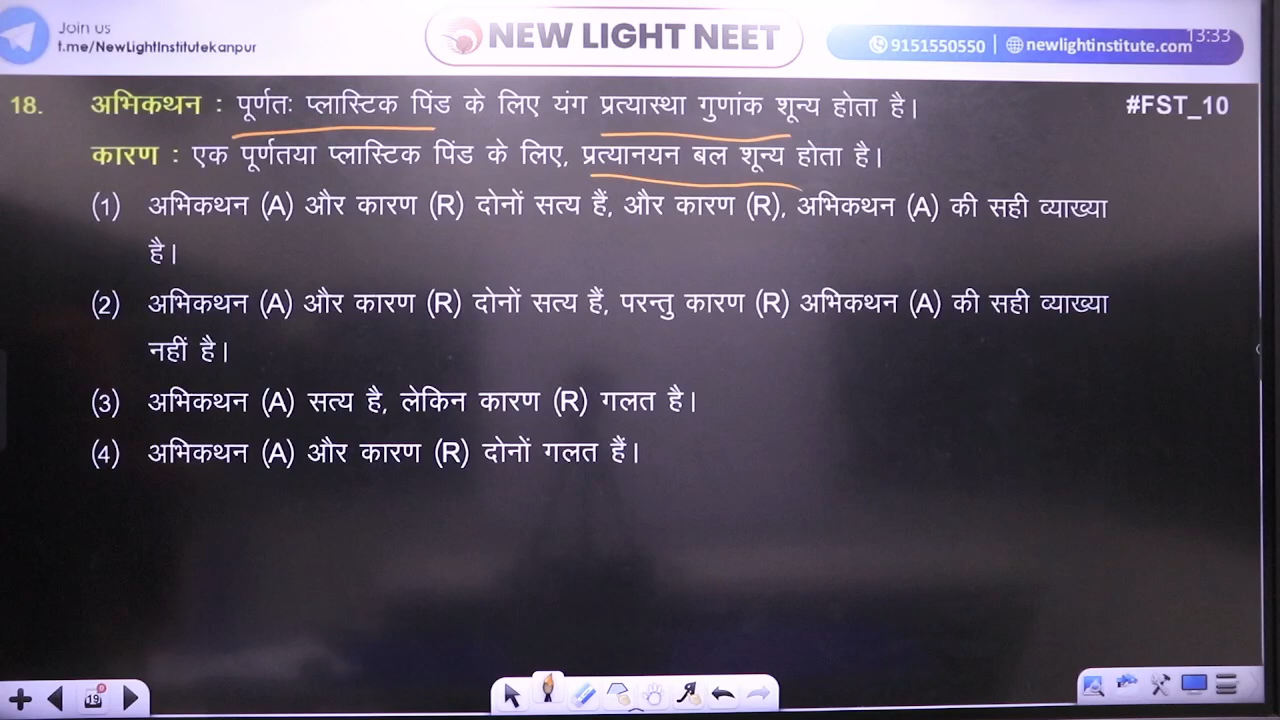 Join us
t.me/NewLightInstitutekanpur
NEW LIGHT NEET
9151550550 | newlightinstitute.com
13:33
18. अभिकथन : पूर्णतः प्लास्टिक पिंड के लिए यंग प्रत्यास्था गुणांक शून्य होता है।
#FST_10
कारण : एक पूर्णतया प्लास्टिक पिंड के लिए, प्रत्यानयन बल शून्य होता है।
(1) अभिकथन (A) और कारण (R) दोनों सत्य हैं, और कारण (R), अभिकथन (A) की सही व्याख्या
है।
(2) अभिकथन (A) और कारण (R) दोनों सत्य हैं, परन्तु कारण (R) अभिकथन (A) की सही व्याख्या
नहीं है।
(3) अभिकथन (A) सत्य है, लेकिन कारण (R) गलत है।
(4) अभिकथन (A) और कारण (R) दोनों गलत हैं।
19